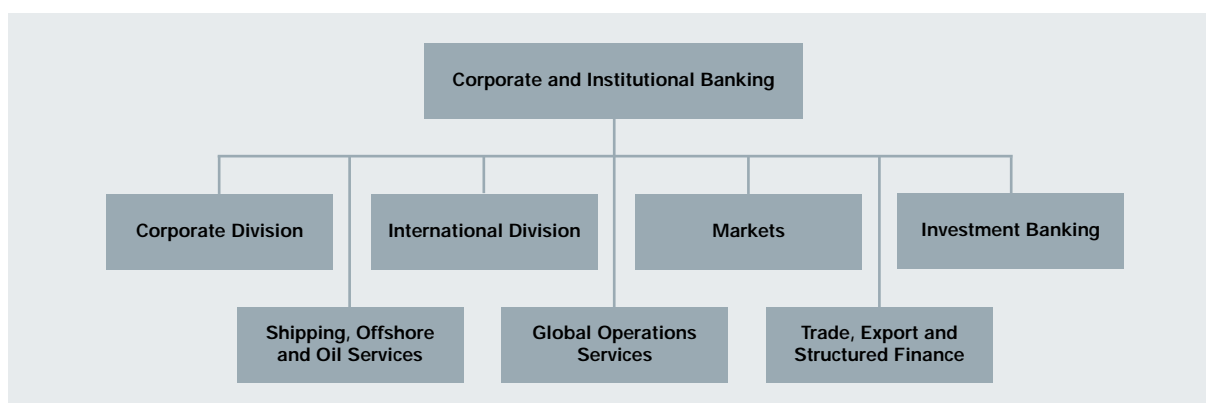 Corporate and Institutional Banking
Corporate Division
International Division
Markets
Investment Banking
Shipping, Offshore
and Oil Services
Global Operations
Services
Trade, Export and
Structured Finance